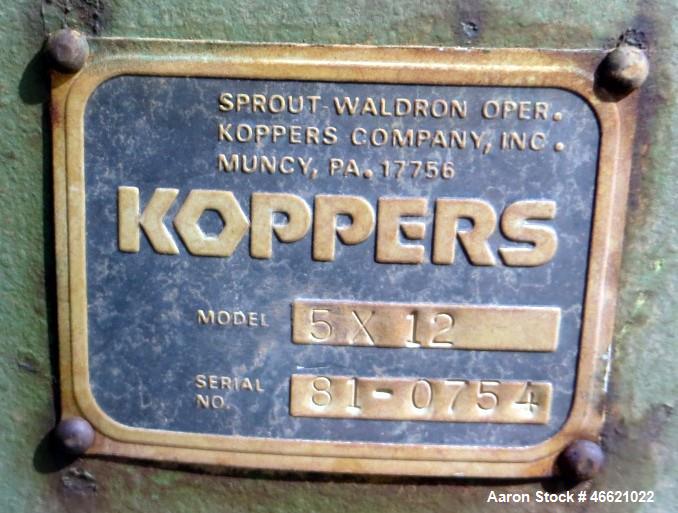 SPROUT-WALDRON OPER.
KOPPERS COMPANY, INC.
MUNCY, PA. 17756
KOPPERS
MODEL 5 X 12
SERIAL NO. 81-0754
Aaron Stock # 46621022